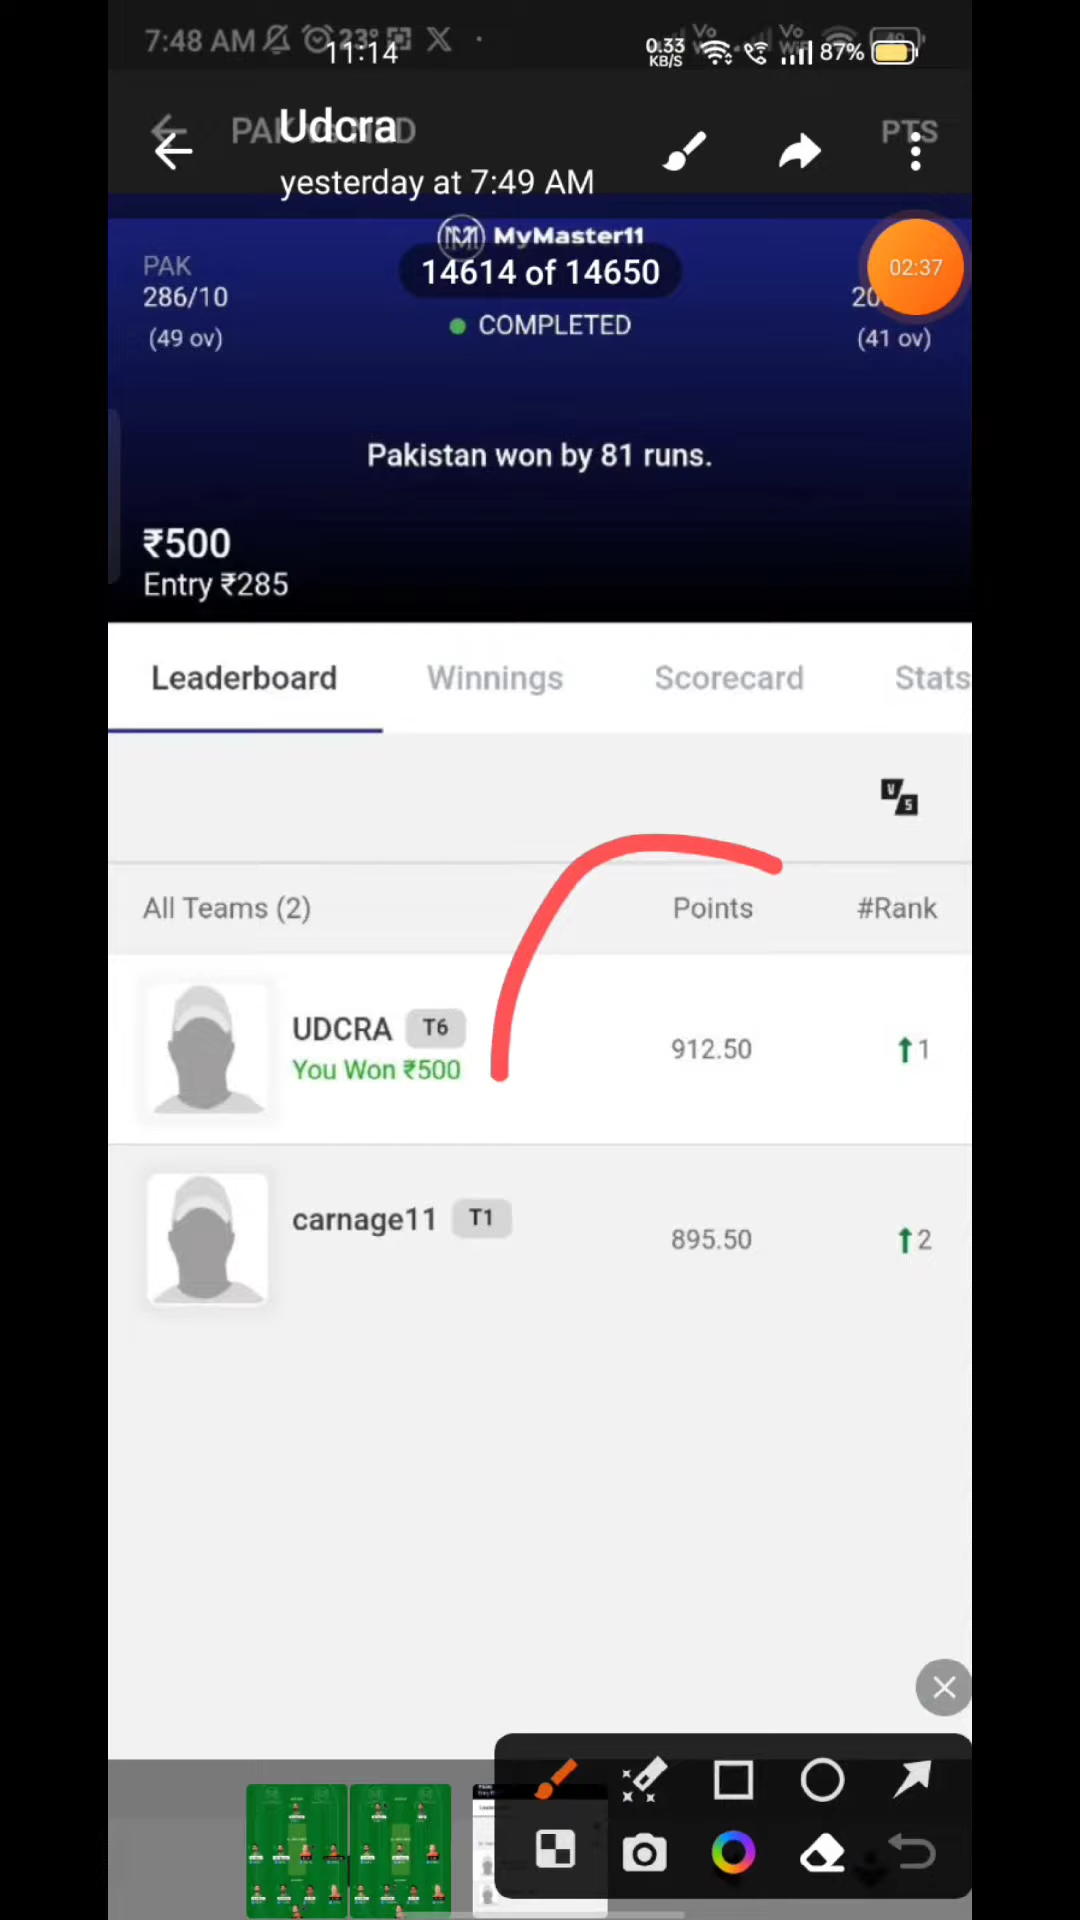 7:48 AM 23° X
11:14
0.33 KB/S
87%
PAK
Udcra
yesterday at 7:49 AM
PTS
MyMaster11
14614 of 14650
02:37
PAK
286/10
(49 ov)
COMPLETED
(41 ov)
Pakistan won by 81 runs.
₹500
Entry ₹285
Leaderboard Winnings Scorecard Stats
V S
All Teams (2) Points #Rank
UDCRA T6
You Won ₹500
912.50 1
carnage11 T1
895.50 2